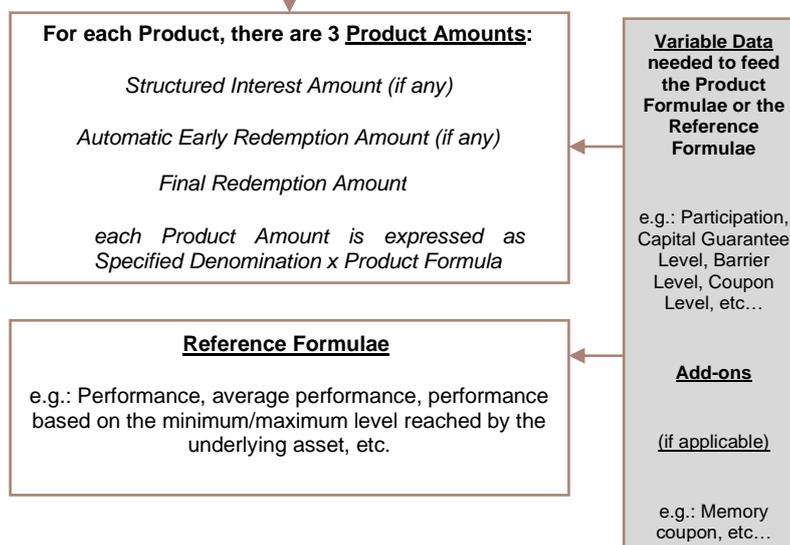 For each Product, there are 3 Product Amounts:
Structured Interest Amount (if any)
Automatic Early Redemption Amount (if any)
Final Redemption Amount
each Product Amount is expressed as
Specified Denomination x Product Formula
Reference Formulae
e.g.: Performance, average performance, performance
based on the minimum/maximum level reached by the
underlying asset, etc.
Variable Data
needed to feed
the Product
Formulae or the
Reference
Formulae
e.g.: Participation,
Capital Guarantee
Level, Barrier
Level, Coupon
Level, etc…
Add-ons
(if applicable)
e.g.: Memory
coupon, etc…